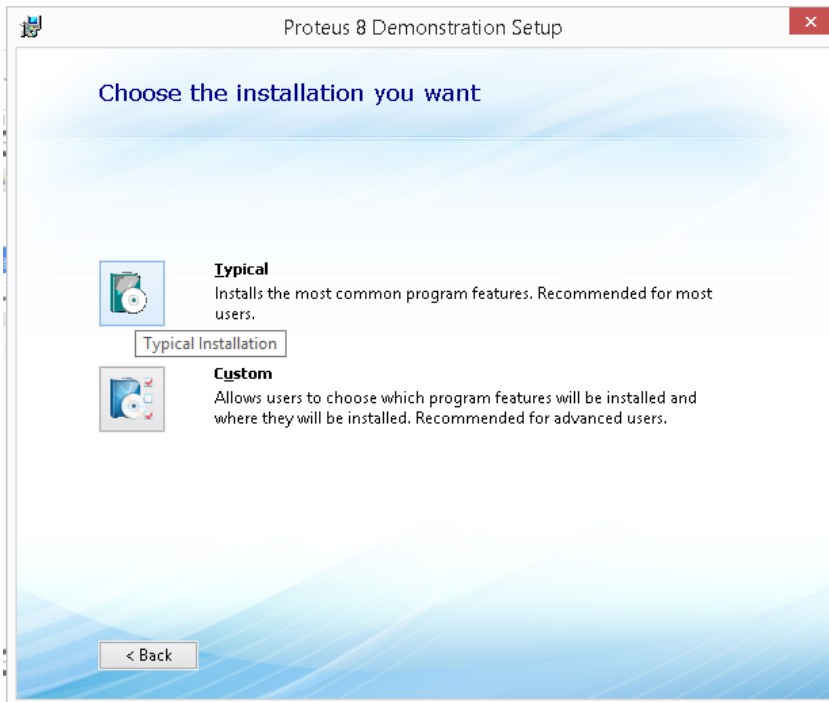 Proteus 8 Demonstration Setup
Choose the installation you want
Typical
Installs the most common program features. Recommended for most
users.
Typical Installation
Custom
Allows users to choose which program features will be installed and
where they will be installed. Recommended for advanced users.
< Back